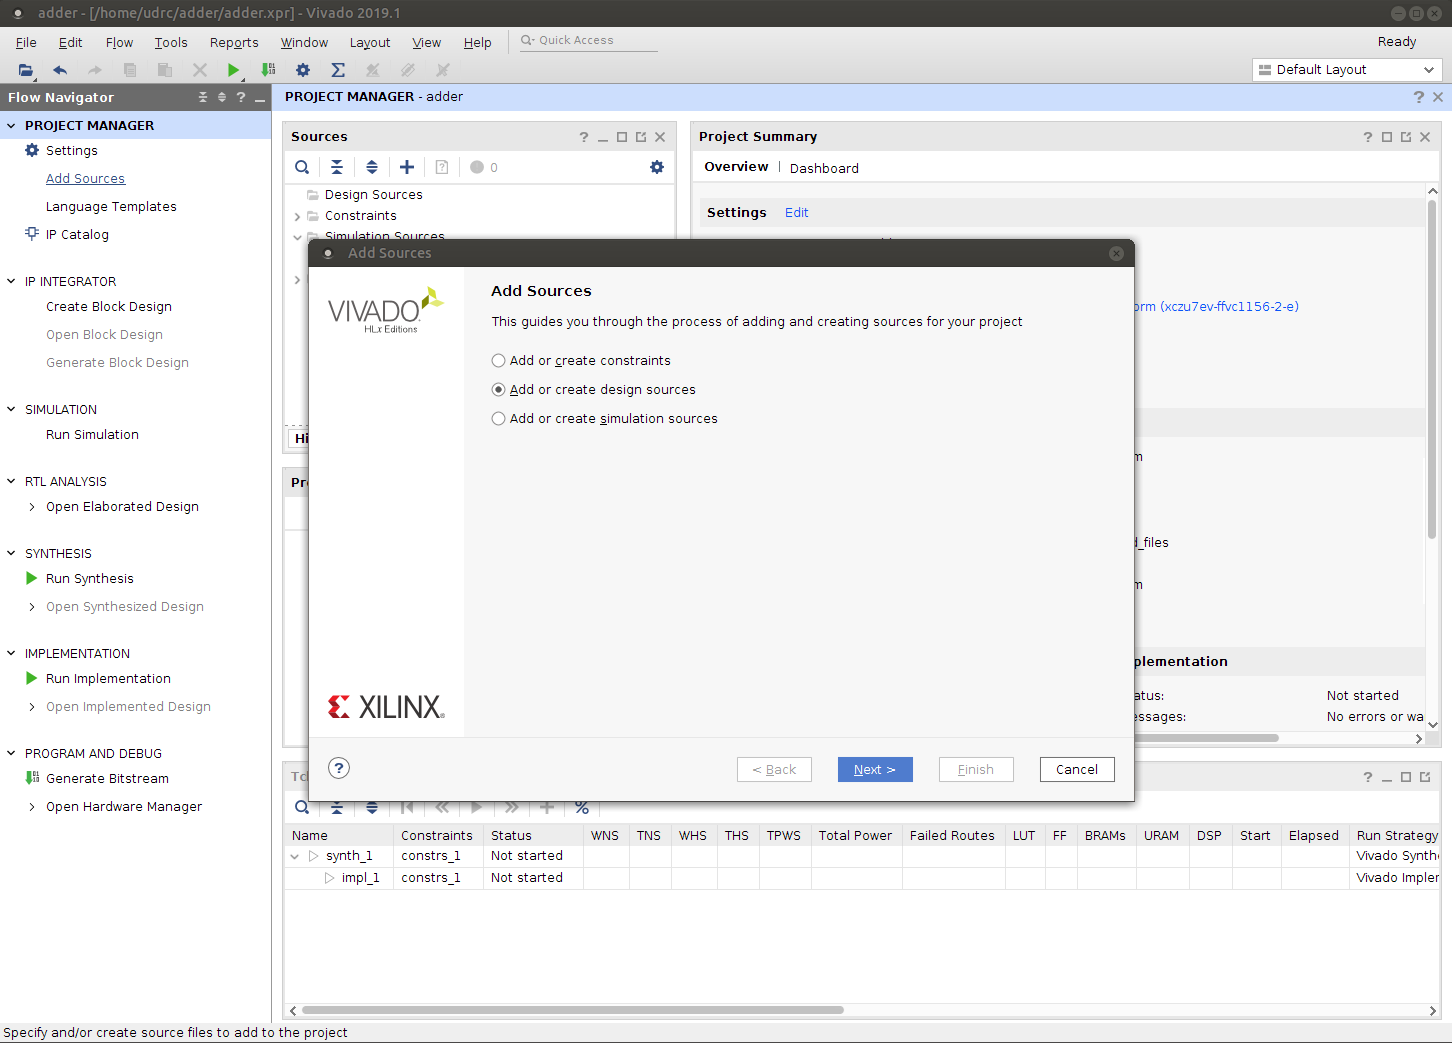 adder - [/home/udrc/adder/adder.xpr] - Vivado 2019.1
File Edit Flow Tools Reports Window Layout View Help Quick Access Ready
Default Layout
Flow Navigator
PROJECT MANAGER
Settings
Add Sources
Language Templates
IP Catalog
IP INTEGRATOR
Create Block Design
Open Block Design
Generate Block Design
SIMULATION
Run Simulation
RTL ANALYSIS
Open Elaborated Design
SYNTHESIS
Run Synthesis
Open Synthesized Design
IMPLEMENTATION
Run Implementation
Open Implemented Design
PROGRAM AND DEBUG
Generate Bitstream
Open Hardware Manager
PROJECT MANAGER - adder
Sources
0
Design Sources
Constraints
Simulation Sources
Hi
Pr
Project Summary
Overview | Dashboard
Settings Edit
orm (xczu7ev-ffvc1156-2-e)
m
d_files
m
plementation
atus: Not started
essages: No errors or wa
Add Sources
VIVADO
HLx Editions
XILINX
Add Sources
This guides you through the process of adding and creating sources for your project
Add or create constraints
Add or create design sources
Add or create simulation sources
? < Back Next > Finish Cancel
Tcl
Name Constraints Status WNS TNS WHS THS TPWS Total Power Failed Routes LUT FF BRAMs URAM DSP Start Elapsed Run Strategy
synth_1 constrs_1 Not started Vivado Synthe
impl_1 constrs_1 Not started Vivado Implem
Specify and/or create source files to add to the project